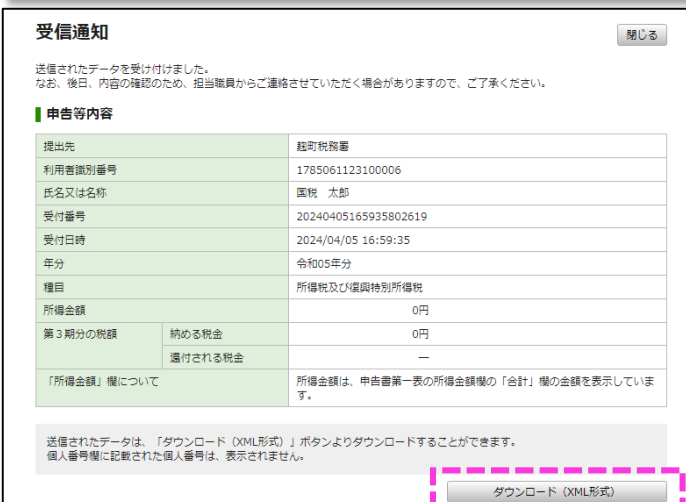 受信通知
閉じる
送信されたデータを受け付けました。
なお、後日、内容の確認のため、担当職員からご連絡させていただく場合がありますので、ご了承ください。
申告等内容
提出先 麹町税務署
利用者識別番号 1785061123100006
氏名又は名称 国税 太郎
受付番号 20240405165935802619
受付日時 2024/04/05 16:59:35
年分 令和05年分
種目 所得税及び復興特別所得税
所得金額 0円
第3期分の税額 納める税金 0円
還付される税金 ―
「所得金額」欄について 所得金額は、申告書第一表の所得金額欄の「合計」欄の金額を表示していま
す。
送信されたデータは、「ダウンロード（XML形式）」ボタンよりダウンロードすることができます。
個人番号欄に記載された個人番号は、表示されません。
ダウンロード（XML形式）